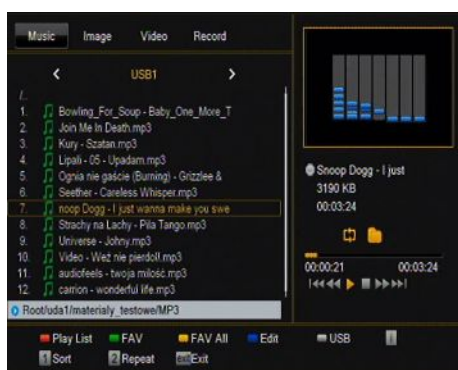 Music Image Video Record
USB1
/..
1. Bowling_For_Soup - Baby_One_More_T
2. Join Me In Death.mp3
3. Kury - Szatan.mp3
4. Lipali - 05 - Upadam.mp3
5. Ognia nie gaście (Burning) - Grizzlee &
6. Seether - Careless Whisper.mp3
7. noop Dogg - I just wanna make you swe
8. Strachy na Lachy - Piła Tango.mp3
9. Universe - Johny.mp3
10. Video - Weź nie pierdol!.mp3
11. audiofeels - twoja miłość.mp3
12. carrion - wonderful life.mp3
Root/uda1/materialy_testowe/MP3
Snoop Dogg - I just
3190 KB
00:03:24
00:00:21 00:03:24
Play List FAV FAV All Edit USB i
1 Sort 2 Repeat exit Exit